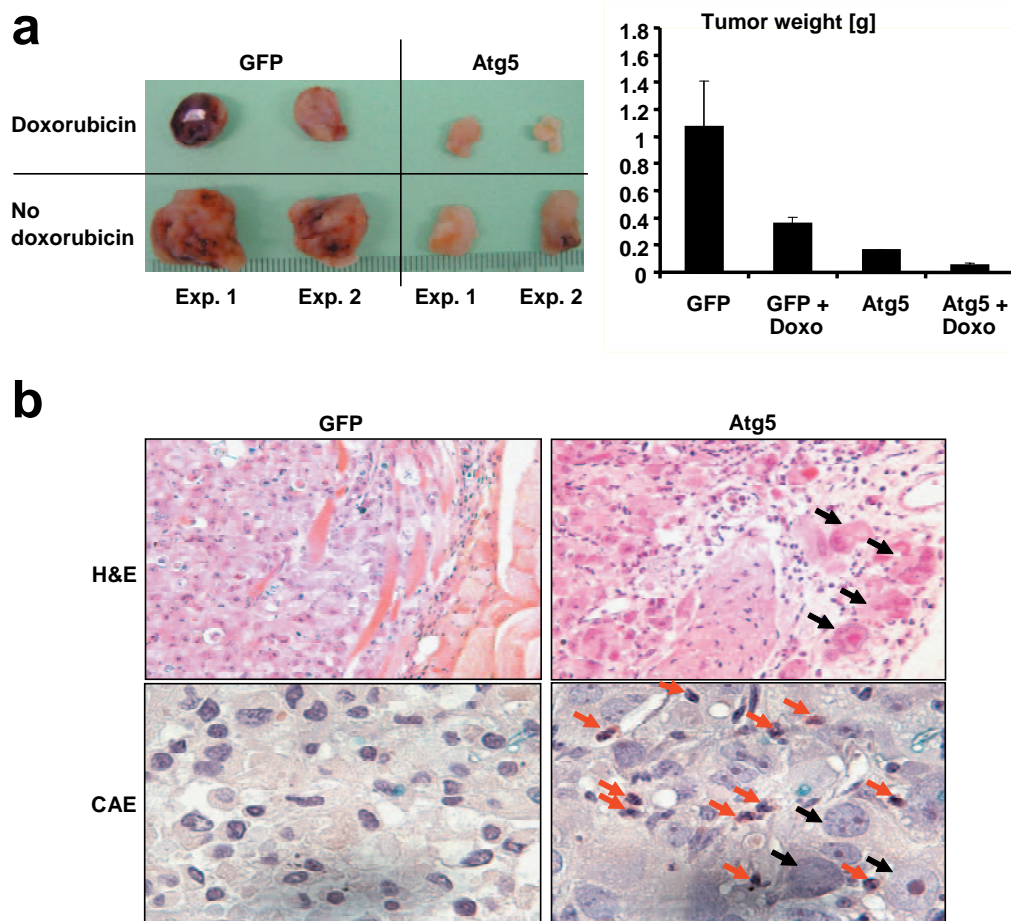 a
GFP
Atg5
Doxorubicin
No
doxorubicin
Exp. 1
Exp. 2
Exp. 1
Exp. 2
Tumor weight [g]
1.8
1.6
1.4
1.2
1
0.8
0.6
0.4
0.2
0
GFP
GFP +
Doxo
Atg5
Atg5 +
Doxo
b
GFP
Atg5
H&E
CAE